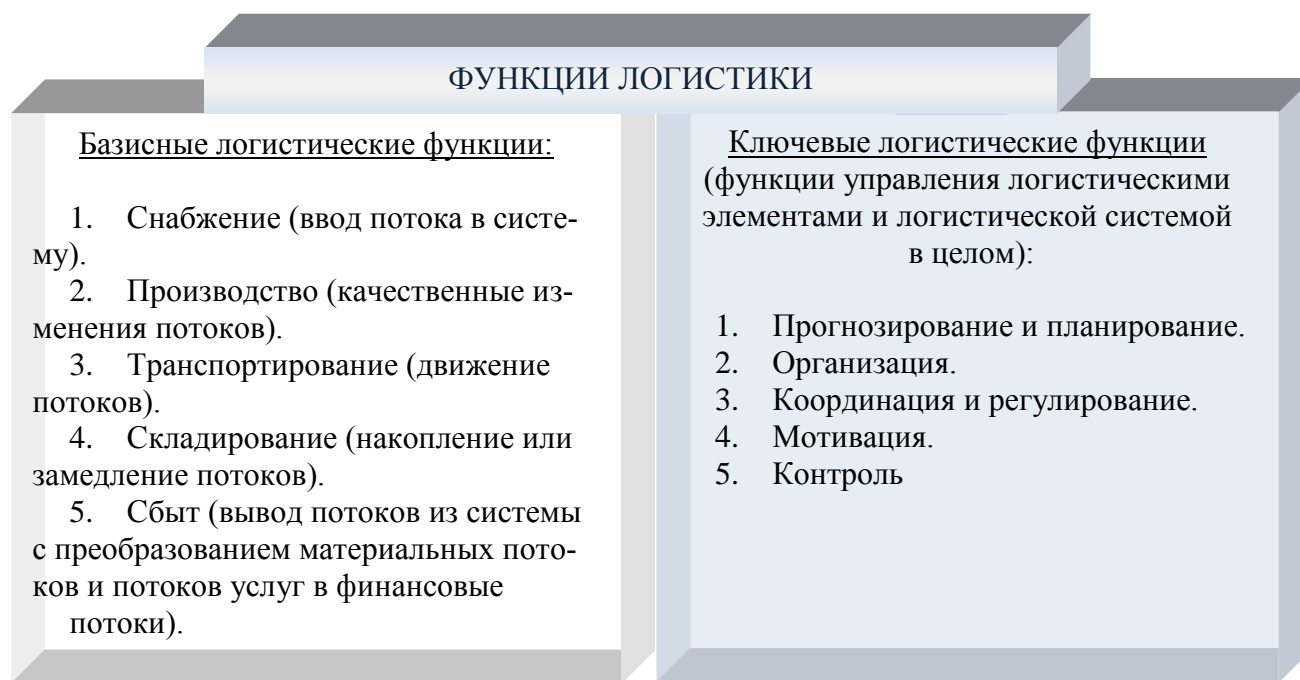 ФУНКЦИИ ЛОГИСТИКИ
Базисные логистические функции:
1. Снабжение (ввод потока в систе-
му).
2. Производство (качественные из-
менения потоков).
3. Транспортирование (движение
потоков).
4. Складирование (накопление или
замедление потоков).
5. Сбыт (вывод потоков из системы
с преобразованием материальных пото-
ков и потоков услуг в финансовые
потоки).
Ключевые логистические функции
(функции управления логистическими
элементами и логистической системой
в целом):
1. Прогнозирование и планирование.
2. Организация.
3. Координация и регулирование.
4. Мотивация.
5. Контроль